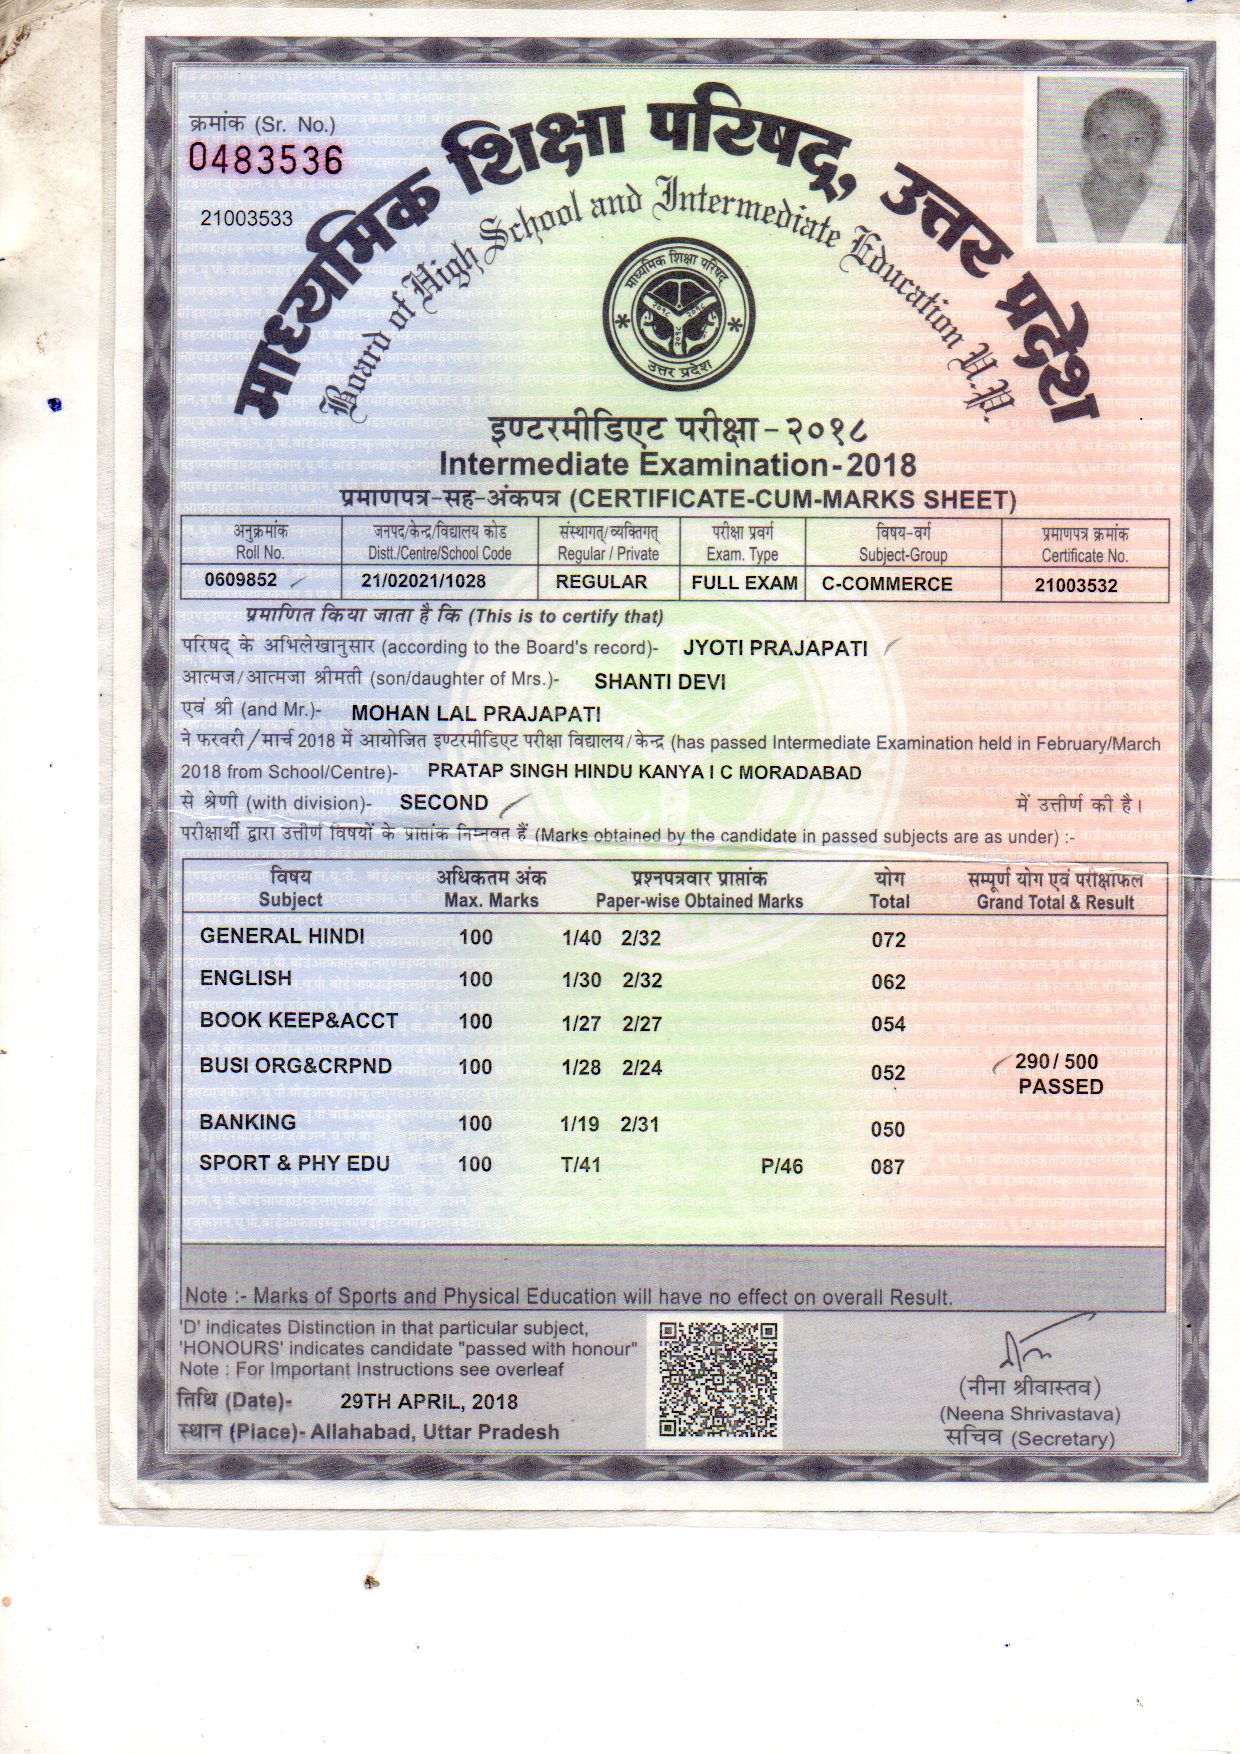 क्रमांक (Sr. No.)
0483536
21003533
माध्यमिक शिक्षा परिषद्, उत्तर प्रदेश
Board of High School and Intermediate Education U.P.
माध्यमिक शिक्षा परिषद
२०१८ २०१८
२०१८
उत्तर प्रदेश
इण्टरमीडिएट परीक्षा - २०१८
Intermediate Examination - 2018
प्रमाणपत्र-सह-अंकपत्र (CERTIFICATE-CUM-MARKS SHEET)
अनुक्रमांक जनपद/केन्द्र/विद्यालय कोड संस्थागत्/व्यक्तिगत् परीक्षा प्रवर्ग विषय-वर्ग प्रमाणपत्र क्रमांक
Roll No. Distt./Centre/School Code Regular / Private Exam. Type Subject-Group Certificate No.
0609852 21/02021/1028 REGULAR FULL EXAM C-COMMERCE 21003532
प्रमाणित किया जाता है कि (This is to certify that)
परिषद् के अभिलेखानुसार (according to the Board's record)- JYOTI PRAJAPATI
आत्मज/आत्मजा श्रीमती (son/daughter of Mrs.)- SHANTI DEVI
एवं श्री (and Mr.)- MOHAN LAL PRAJAPATI
ने फरवरी/मार्च 2018 में आयोजित इण्टरमीडिएट परीक्षा विद्यालय/केन्द्र (has passed Intermediate Examination held in February/March
2018 from School/Centre)- PRATAP SINGH HINDU KANYA I C MORADABAD
से श्रेणी (with division)- SECOND में उत्तीर्ण की है।
परीक्षार्थी द्वारा उत्तीर्ण विषयों के प्राप्तांक निम्नवत हैं (Marks obtained by the candidate in passed subjects are as under) :-
विषय अधिकतम अंक प्रश्नपत्रवार प्राप्तांक योग सम्पूर्ण योग एवं परीक्षाफल
Subject Max. Marks Paper-wise Obtained Marks Total Grand Total & Result
GENERAL HINDI 100 1/40 2/32 072
ENGLISH 100 1/30 2/32 062
BOOK KEEP&ACCT 100 1/27 2/27 054
BUSI ORG&CRPND 100 1/28 2/24 052 290/ 500
PASSED
BANKING 100 1/19 2/31 050
SPORT & PHY EDU 100 T/41 P/46 087
Note :- Marks of Sports and Physical Education will have no effect on overall Result.
'D' indicates Distinction in that particular subject,
'HONOURS' indicates candidate "passed with honour"
Note : For Important Instructions see overleaf
तिथि (Date)- 29TH APRIL, 2018
स्थान (Place)- Allahabad, Uttar Pradesh
(नीना श्रीवास्तव)
(Neena Shrivastava)
सचिव (Secretary)